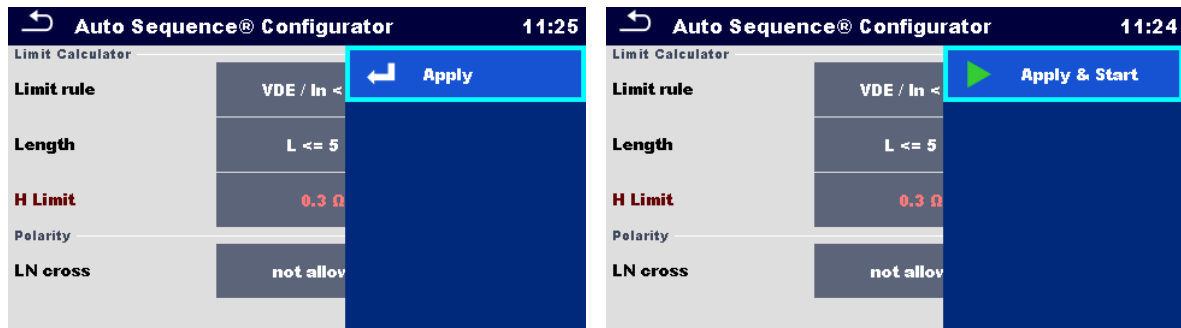 Auto Sequence® Configurator 11:25
Limit Calculator
Apply
Limit rule VDE / In <
Length L <= 5
H Limit 0.3 Ω
Polarity
LN cross not allow
Auto Sequence® Configurator 11:24
Limit Calculator
Apply & Start
Limit rule VDE / In <
Length L <= 5
H Limit 0.3 Ω
Polarity
LN cross not allow